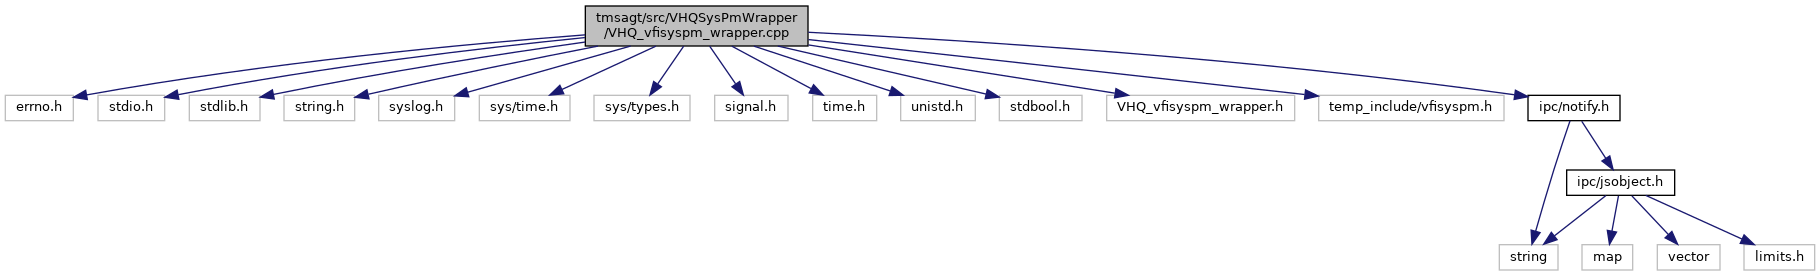 tmsagt/src/VHQSysPmWrapper
/VHQ_vfisyspm_wrapper.cpp
errno.h
stdio.h
stdlib.h
string.h
syslog.h
sys/time.h
sys/types.h
signal.h
time.h
unistd.h
stdbool.h
VHQ_vfisyspm_wrapper.h
temp_include/vfisyspm.h
ipc/notify.h
ipc/jsobject.h
string
map
vector
limits.h